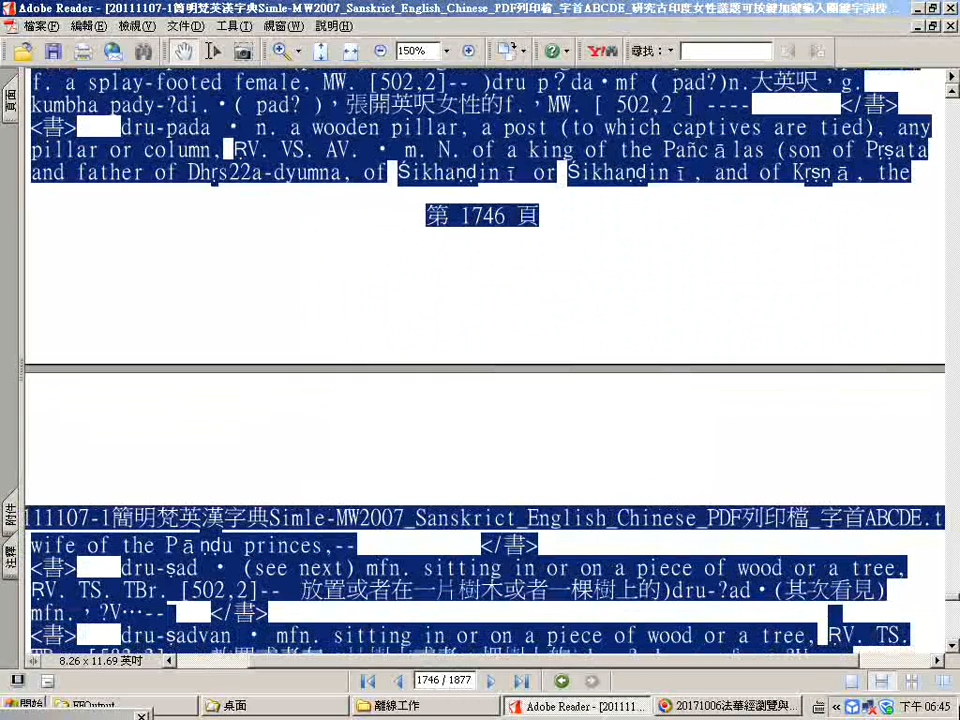 Adobe Reader - [20111107-1簡明梵英漢字典Simle-MW2007_Sanskrict_English_Chinese_PDF列印檔_字首ABCDE_研究古印度女性議題可按鍵加鍵輸入關鍵字詞搜
檔案(F) 編輯(E) 檢視(V) 文件(D) 工具(T) 視窗(W) 說明(H)
150% Y! 尋找：
頁面
f. a splay-footed female, MW. [502,2]-- )dru p?da‧mf ( pad?)n.大英呎，g.
kumbha pady-?di.‧( pad? )，張開英呎女性的f.，MW. [ 502,2 ] ---- </書>
<書> dru-pada ‧ n. a wooden pillar, a post (to which captives are tied), any
pillar or column, ṚV. VS. AV. ‧ m. N. of a king of the Pañcālas (son of Pṛṣata
and father of Dhṛs22a-dyumna, of Śikhaṇḍinī or Śikhaṇḍinī, and of Kṛṣṇā, the
第 1746 頁
111107-1簡明梵英漢字典Simle-MW2007_Sanskrict_English_Chinese_PDF列印檔_字首ABCDE.t
wife of the Pāṇḍu princes,-- </書>
<書> dru-ṣad ‧ (see next) mfn. sitting in or on a piece of wood or a tree,
ṚV. TS. TBr. [502,2]-- 放置或者在一片樹木或者一棵樹上的)dru-?ad‧(其次看見)
mfn.，?V…-- </書>
<書> dru-ṣadvan ‧ mfn. sitting in or on a piece of wood or a tree, ṚV. TS.
附件
注釋
8.26 x 11.69 英吋
1746 / 1877
開始 FFOutput 桌面 離線工作 Adobe Reader - [201111... 20171006法華經瀏覽與... 下午 06:45